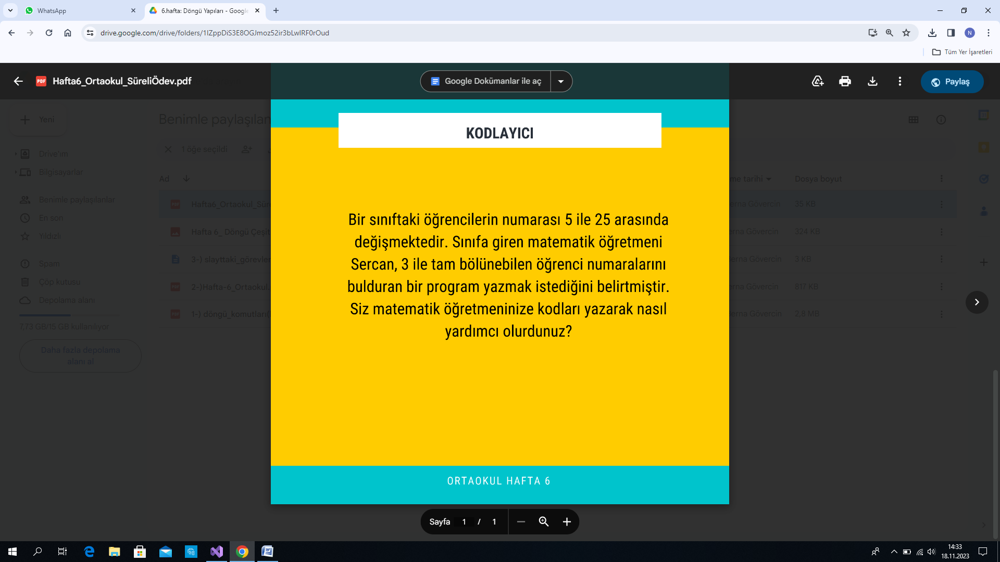 WhatsApp
6.hafta: Döngü Yapıları - Google
drive.google.com/drive/folders/1IZppDiS3E8OGJmoz52ir3bLwIRF0rOud
N
Tüm Yer İşaretleri
PDF Hafta6_Ortaokul_SüreliÖdev.pdf
Google Dokümanlar ile aç
Paylaş
Yeni
Benimle paylaşılan
KODLAYICI
1 öğe seçildi
Drive'ım
Bilgisayarlar
Ad
me tarihi
Dosya boyut
Benimle paylaşılanlar
En son
Yıldızlı
Spam
Çöp kutusu
Depolama alanı
7,73 GB/15 GB kullanılıyor
Daha fazla depolama
alanı al
Hafta6_Ortaokul_Sür
erna Gövercin 35 KB
Hafta 6_ Döngü Çeşit
erna Gövercin 324 KB
3-) slayttaki_görevler
erna Gövercin 3 KB
2-)Hafta-6_Ortaokul.
erna Gövercin 817 KB
1-) döngü_komutları(
Berna Gövercin 2,8 MB
Bir sınıftaki öğrencilerin numarası 5 ile 25 arasında
değişmektedir. Sınıfa giren matematik öğretmeni
Sercan, 3 ile tam bölünebilen öğrenci numaralarını
bulduran bir program yazmak istediğini belirtmiştir.
Siz matematik öğretmeninize kodları yazarak nasıl
yardımcı olurdunuz?
ORTAOKUL HAFTA 6
Sayfa 1 / 1
14:33
18.11.2023